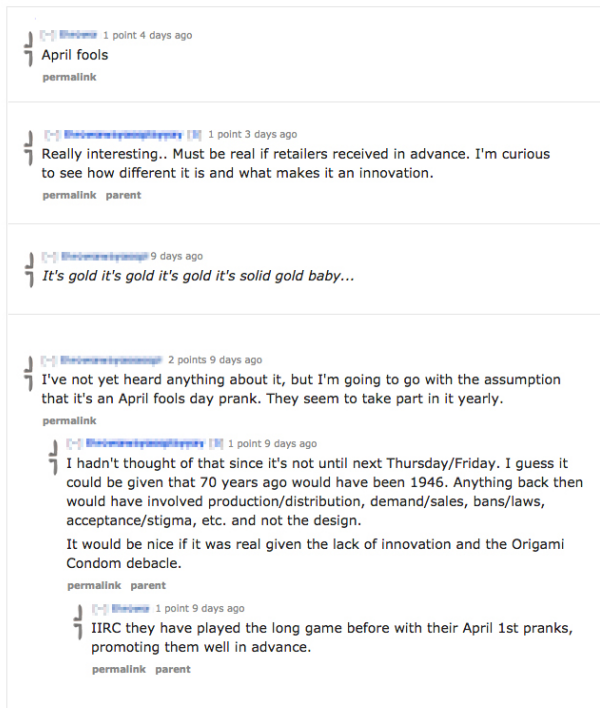 [-] 1 point 4 days ago
April fools
permalink
[-] 1 point 3 days ago
Really interesting.. Must be real if retailers received in advance. I'm curious
to see how different it is and what makes it an innovation.
permalink parent
[-] 9 days ago
It's gold it's gold it's gold it's solid gold baby...
[-] 2 points 9 days ago
I've not yet heard anything about it, but I'm going to go with the assumption
that it's an April fools day prank. They seem to take part in it yearly.
permalink
[-] 1 point 9 days ago
I hadn't thought of that since it's not until next Thursday/Friday. I guess it
could be given that 70 years ago would have been 1946. Anything back then
would have involved production/distribution, demand/sales, bans/laws,
acceptance/stigma, etc. and not the design.
It would be nice if it was real given the lack of innovation and the Origami
Condom debacle.
permalink parent
[-] 1 point 9 days ago
IIRC they have played the long game before with their April 1st pranks,
promoting them well in advance.
permalink parent